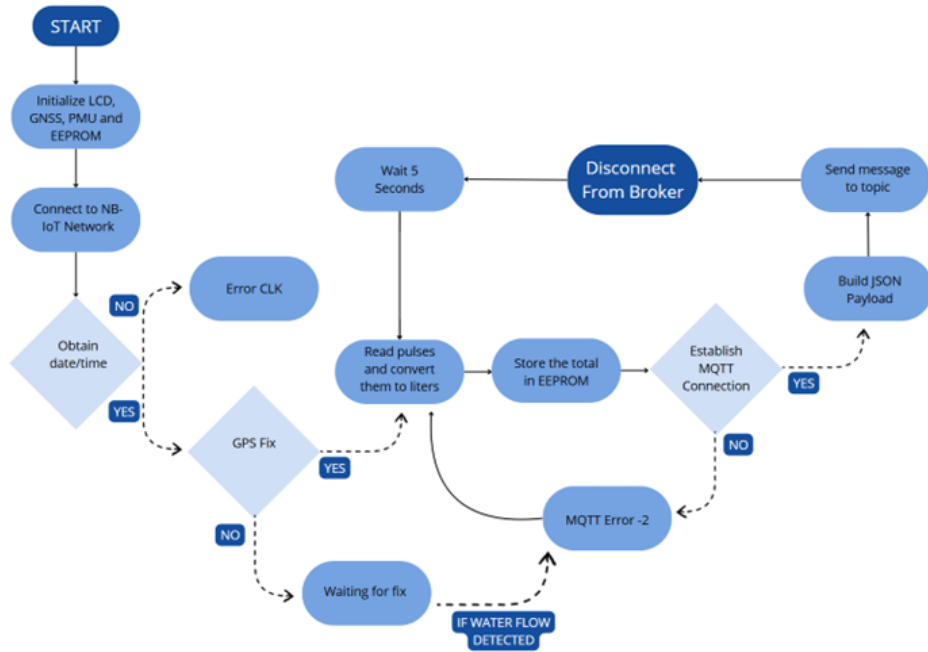 START
Initialize LCD,
GNSS, PMU and
EEPROM
Connect to NB-
IoT Network
Obtain
date/time
NO
Error CLK
YES
GPS Fix
YES
NO
Waiting for fix
IF WATER FLOW
DETECTED
MQTT Error -2
Wait 5
Seconds
Read pulses
and convert
them to liters
Store the total
in EEPROM
Establish
MQTT
Connection
NO
YES
Build JSON
Payload
Send message
to topic
Disconnect
From Broker